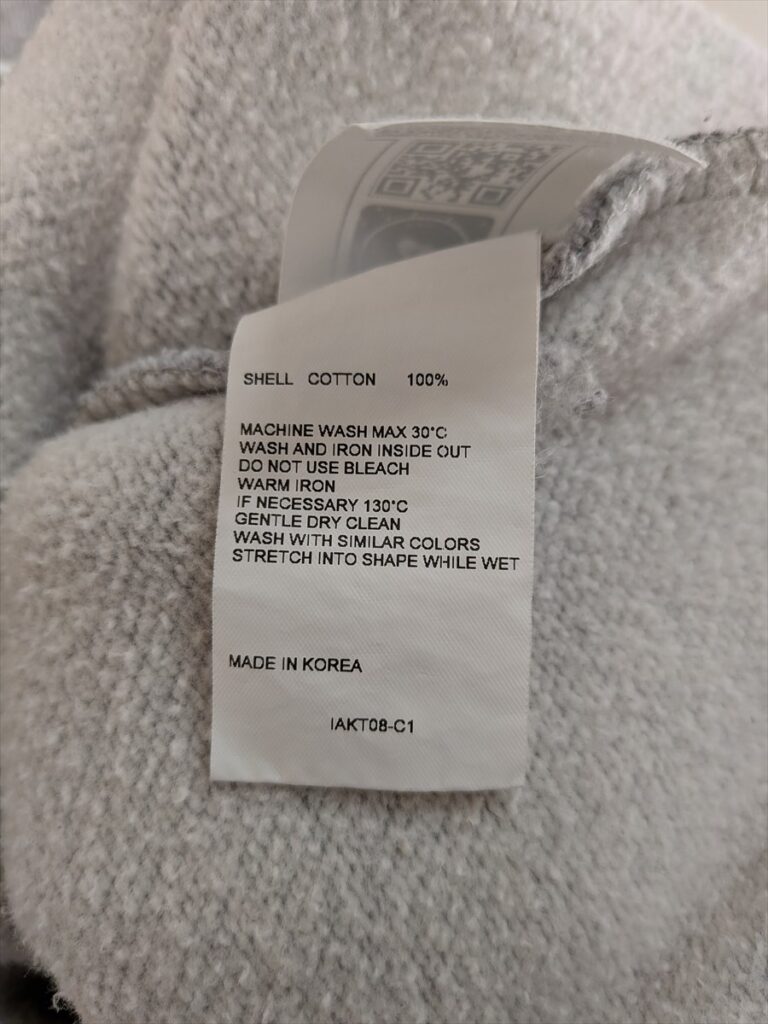 SHELL COTTON 100%
MACHINE WASH MAX 30°C
WASH AND IRON INSIDE OUT
DO NOT USE BLEACH
WARM IRON
IF NECESSARY 130°C
GENTLE DRY CLEAN
WASH WITH SIMILAR COLORS
STRETCH INTO SHAPE WHILE WET
MADE IN KOREA
IAKT08-C1